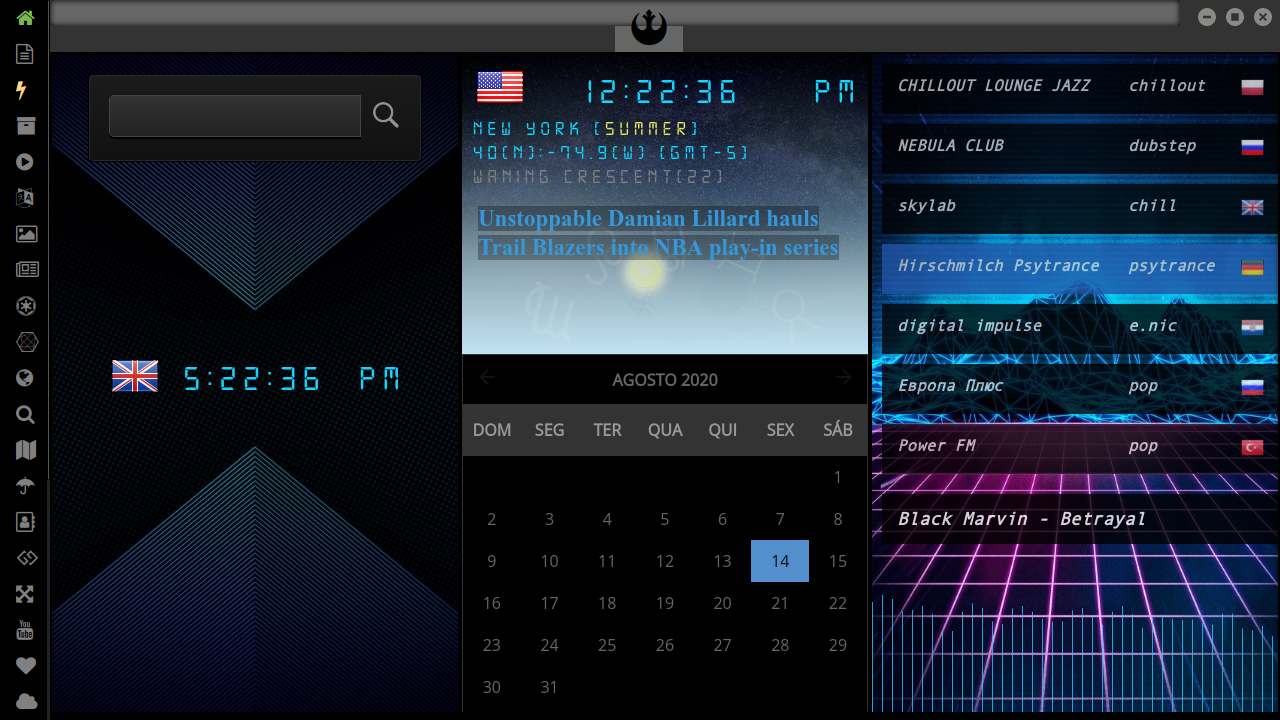 5:22:36 PM
12:22:36 PM
NEW YORK (SUMMER)
40(N):-74.9(W) (GMT-5)
WANING CRESCENT(22)
Unstoppable Damian Lillard hauls
Trail Blazers into NBA play-in series
AGOSTO 2020
DOM SEG TER QUA QUI SEX SÁB
1
2 3 4 5 6 7 8
9 10 11 12 13 14 15
16 17 18 19 20 21 22
23 24 25 26 27 28 29
30 31
CHILLOUT LOUNGE JAZZ chillout
NEBULA CLUB dubstep
skylab chill
Hirschmilch Psytrance psytrance
digital impulse e.nic
Европа Плюс pop
Power FM pop
Black Marvin - Betrayal
You Tube